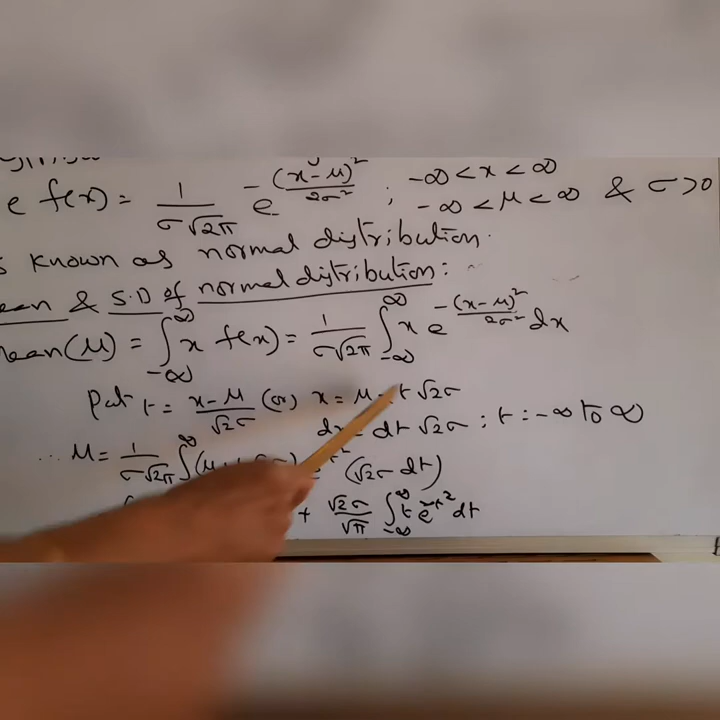 e f(x) = 1/(σ√2π) e^(-(x-μ)²/2σ²) ; -∞ < x < ∞
-∞ < μ < ∞ & σ>0
known as normal distribution.
& S.D of normal distribution:
mean(μ) = ∫_{-∞}^{∞} x f(x) = 1/(σ√2π) ∫_{-∞}^{∞} x e^(-(x-μ)²/2σ²) dx
Put t = (x-μ)/(√2σ) (or) x = μ t √2σ
dt √2σ ; t : -∞ to ∞
... μ = 1/(σ√2π) ∫^{∞} (μ (√2σ dt)
+ √2σ/√π ∫_{-∞}^{∞} t e^(-t²) dt